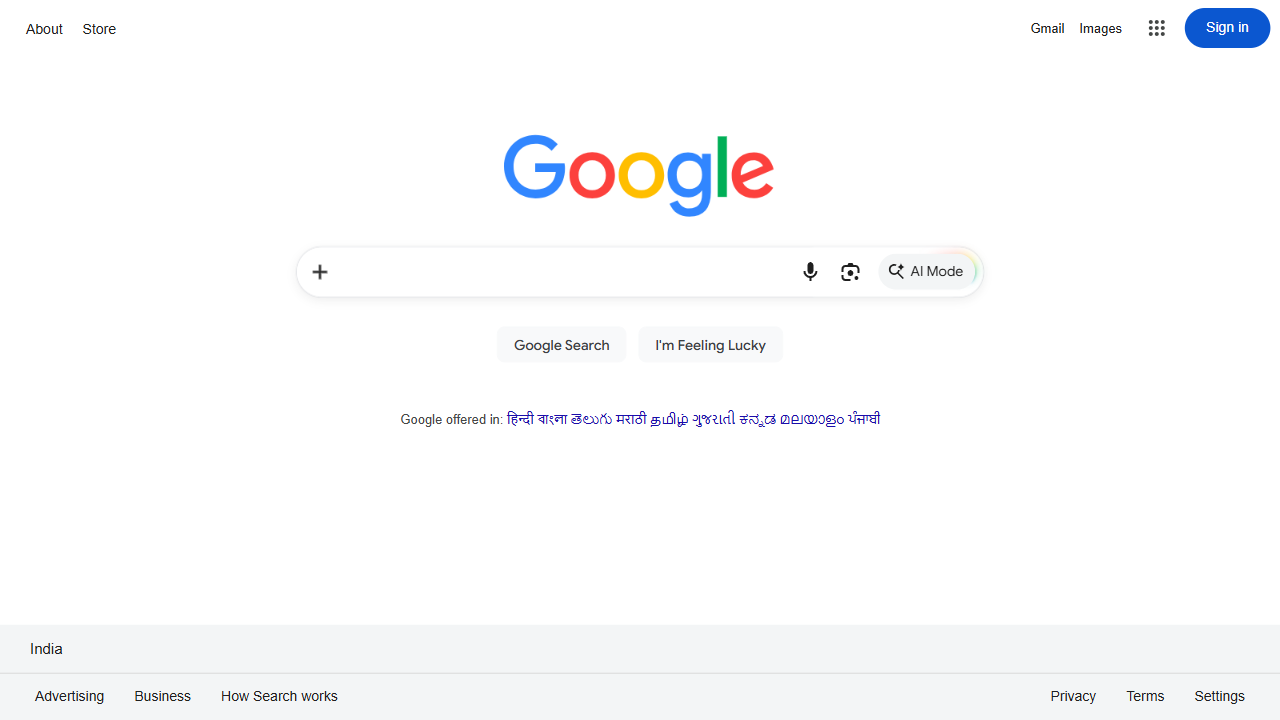 About Store Gmail Images Sign in
Google
AI Mode
Google Search I'm Feeling Lucky
Google offered in: हिन्दी বাংলা తెలుగు मराठी தமிழ் ગુજરાતી ಕನ್ನಡ മലയാളം ਪੰਜਾਬੀ
India
Advertising Business How Search works Privacy Terms Settings